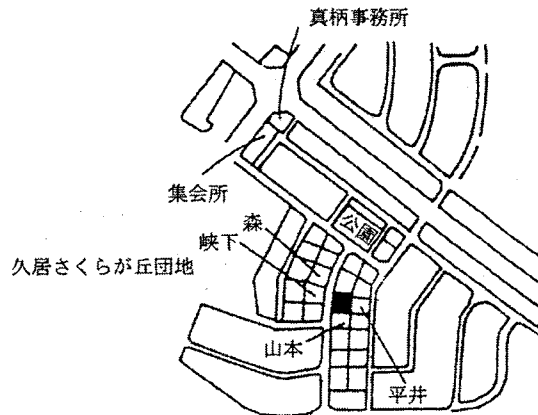 真柄事務所
集会所
公園
森
峡下
久居さくらが丘団地
山本
平井